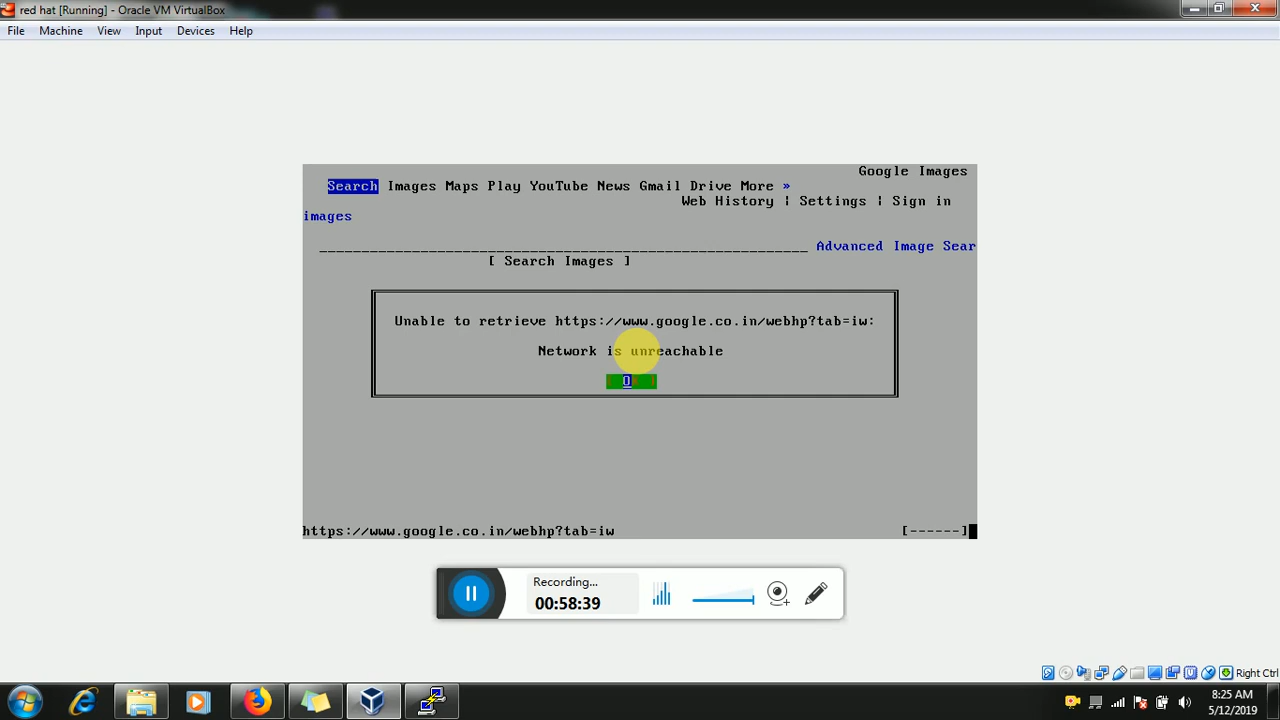 red hat [Running] - Oracle VM VirtualBox
File Machine View Input Devices Help
Google Images
Search Images Maps Play YouTube News Gmail Drive More »
Web History | Settings | Sign in
images
Advanced Image Sear
[ Search Images ]
Unable to retrieve https://www.google.co.in/webhp?tab=iw:
Network is unreachable
https://www.google.co.in/webhp?tab=iw [------]
Recording...
00:58:39
Right Ctrl
8:25 AM
5/12/2019